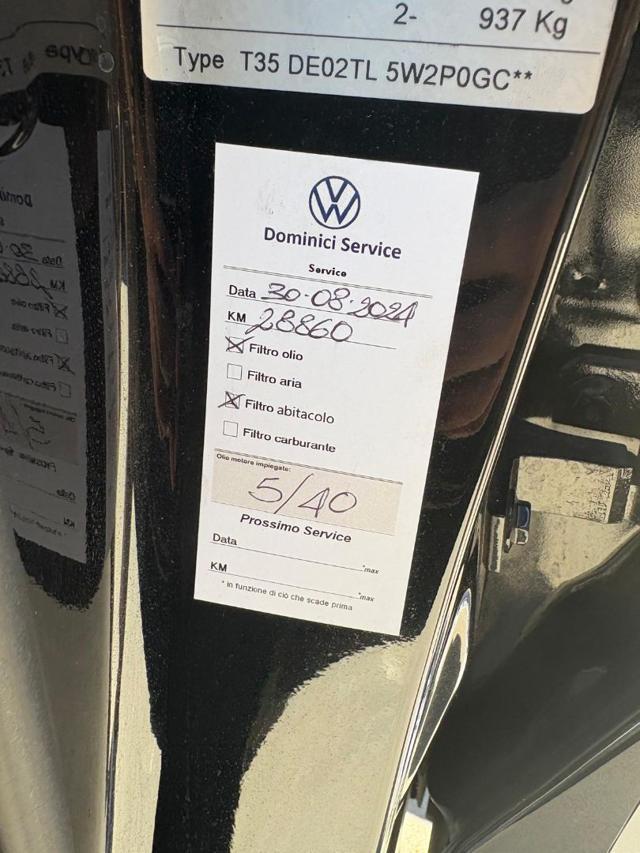 2- 937 Kg
Type T35 DE02TL 5W2P0GC**
Dominici Service
Service
Data 30·08·2021
KM 28860
Filtro olio
Filtro aria
Filtro abitacolo
Filtro carburante
Olio motore impiegato:
5/40
Prossimo Service
Data *max
KM *max
* in funzione di ciò che scade prima